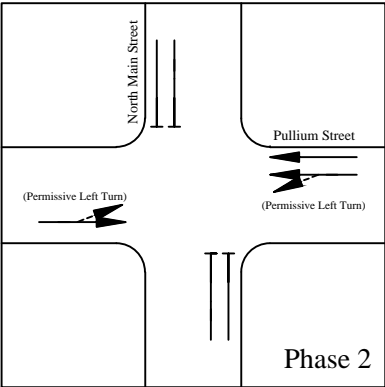 North Main Street
Pullium Street
(Permissive Left Turn)
(Permissive Left Turn)
Phase 2